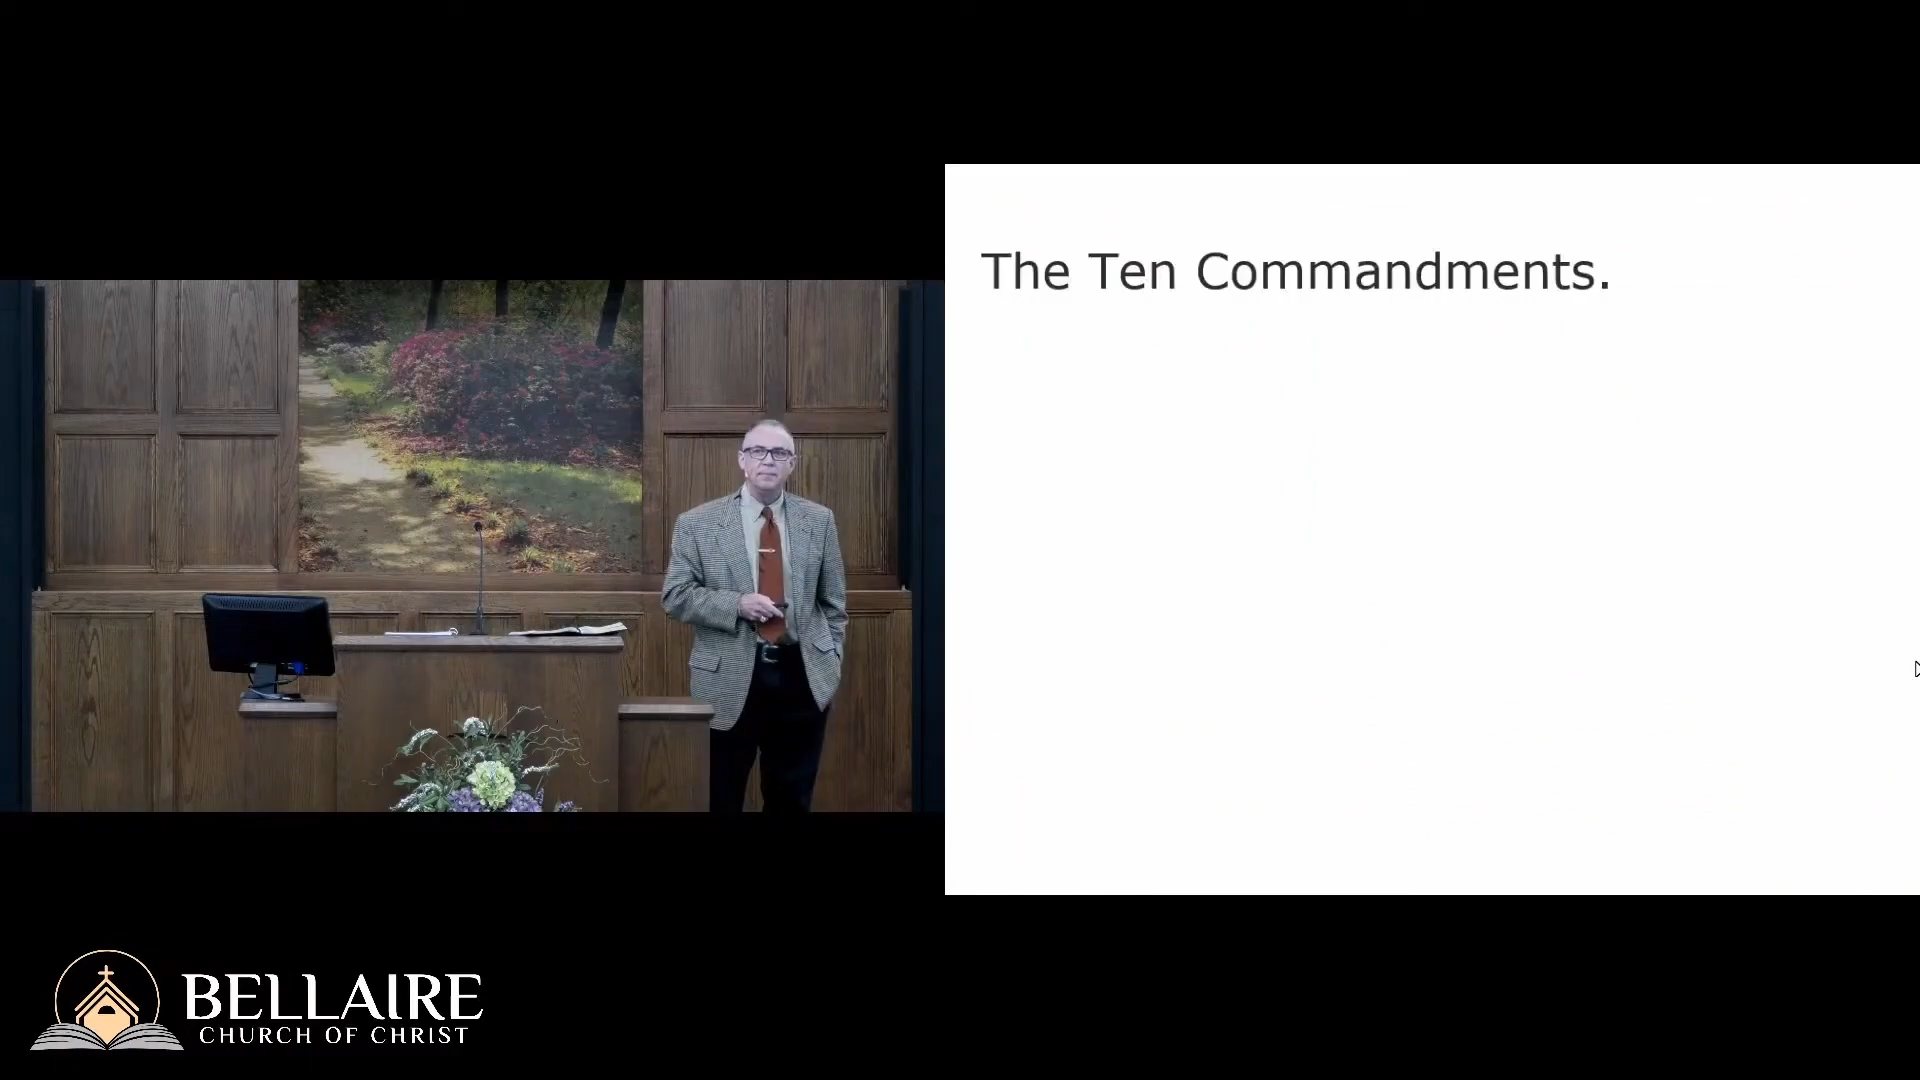 The Ten Commandments.
BELLAIRE
CHURCH OF CHRIST